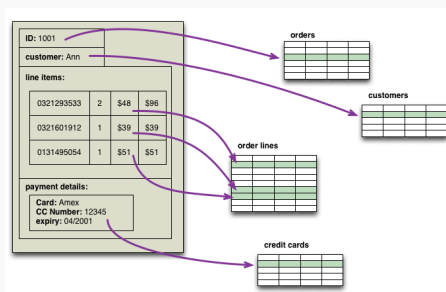 ID: 1001
customer: Ann
line items:
0321293533 2 $48 $96
0321601912 1 $39 $39
0131495054 1 $51 $51
payment details:
Card: Amex
CC Number: 12345
expiry: 04/2001
orders
customers
order lines
credit cards